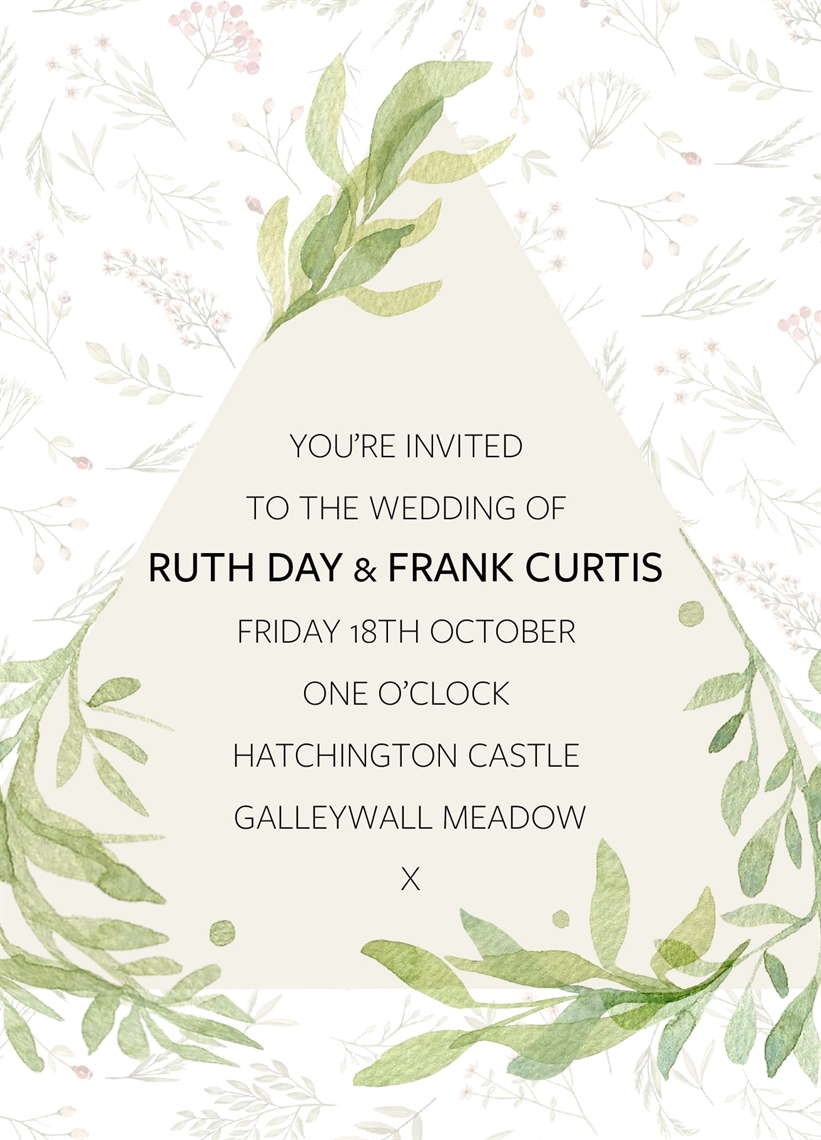 YOU’RE INVITED
TO THE WEDDING OF
RUTH DAY & FRANK CURTIS
FRIDAY 18TH OCTOBER
ONE O’CLOCK
HATCHINGTON CASTLE
GALLEYWALL MEADOW
X